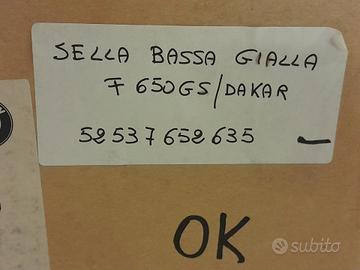 SELLA BASSA GIALLA
F 650GS/DAKAR
52537652635
OK
subito